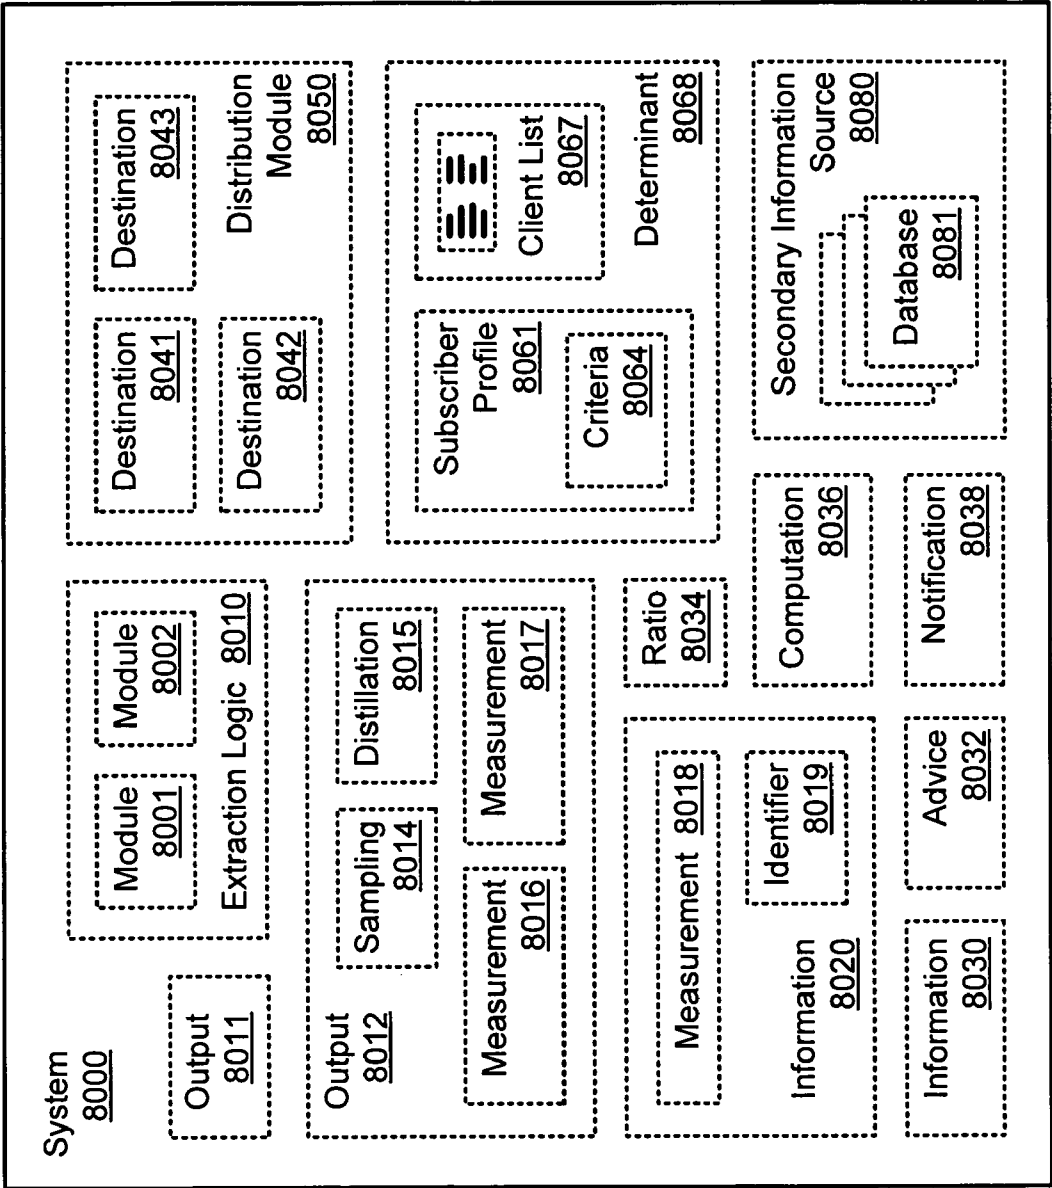 System
8000
Output
8011
Module
8001
Module
8002
Extraction Logic 8010
Destination
8041
Destination
8043
Destination
8042
Distribution
Module
8050
Output
8012
Sampling
8014
Distillation
8015
Measurement
8016
Measurement
8017
Subscriber
Profile
8061
Criteria
8064
Client List
8067
Determinant
8068
Measurement 8018
Identifier
8019
Information
8020
Ratio
8034
Computation
8036
Secondary Information
Source
8080
Database
8081
Information
8030
Advice
8032
Notification
8038